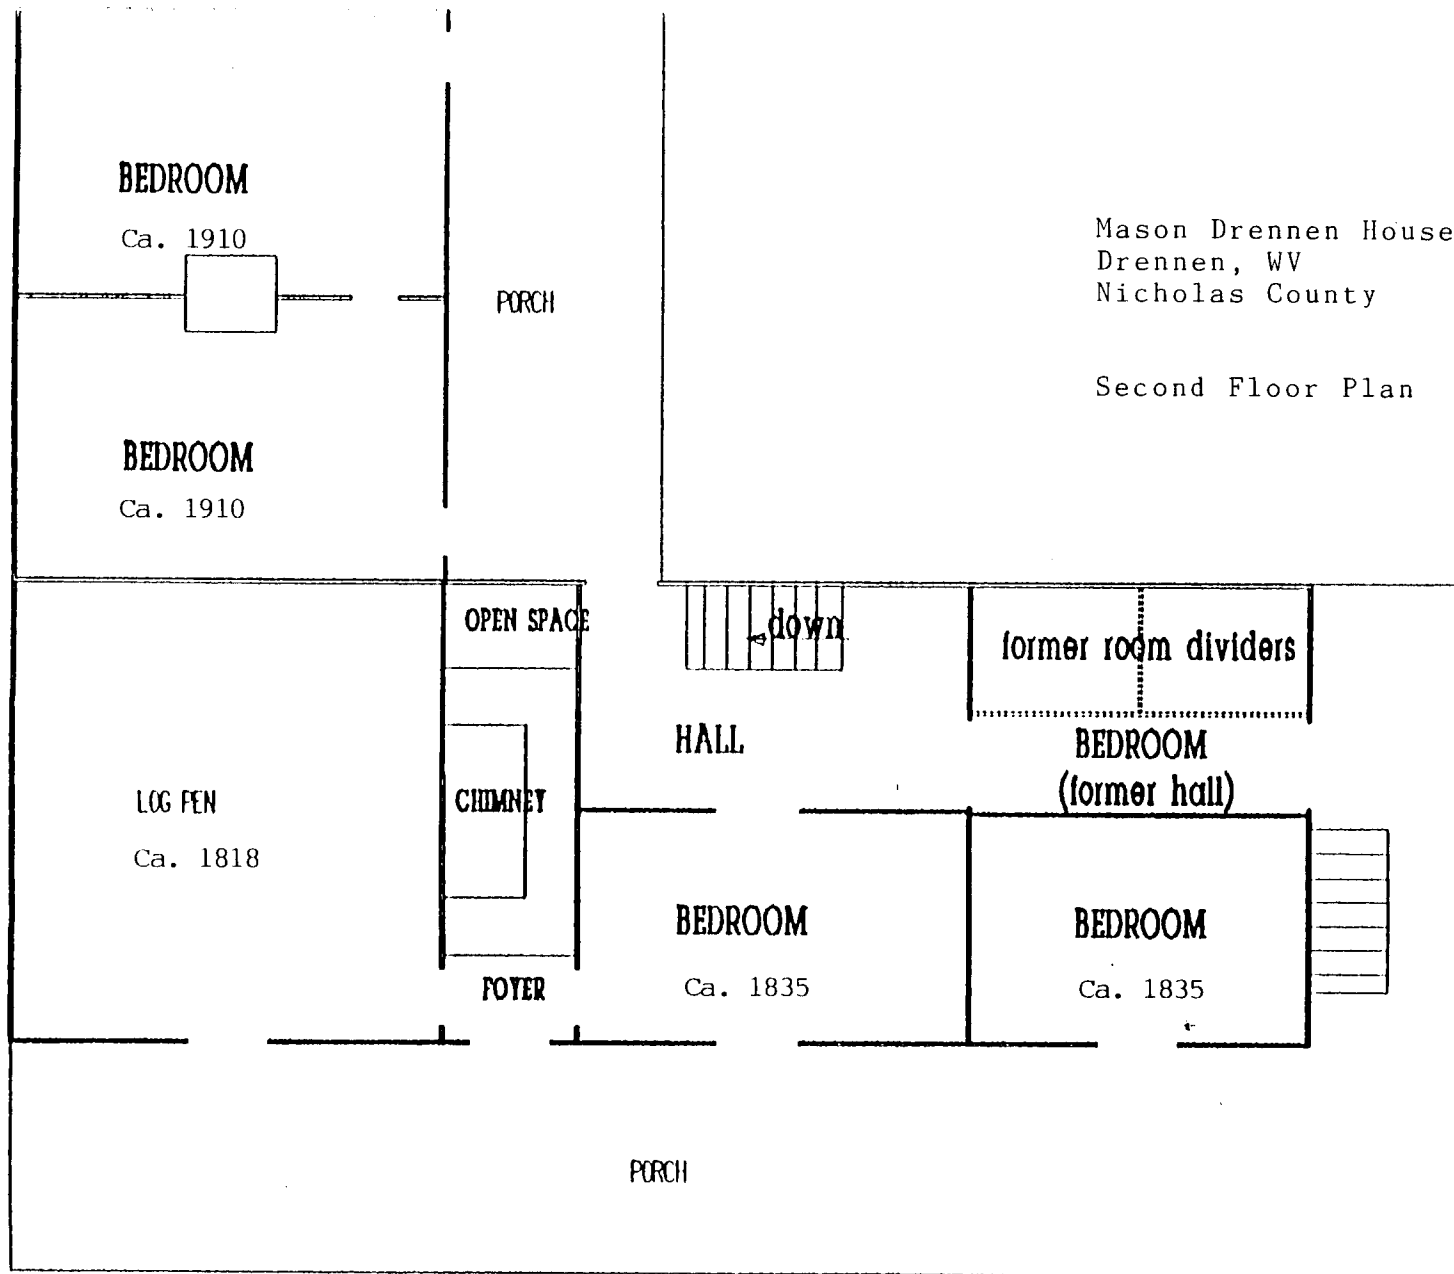 BEDROOM
Ca. 1910
PORCH
BEDROOM
Ca. 1910
Mason Drennen House
Drennen, WV
Nicholas County
Second Floor Plan
OPEN SPACE
down
former room dividers
HALL
BEDROOM
(former hall)
LOG PEN
Ca. 1818
CHIMNEY
FOYER
BEDROOM
Ca. 1835
BEDROOM
Ca. 1835
PORCH